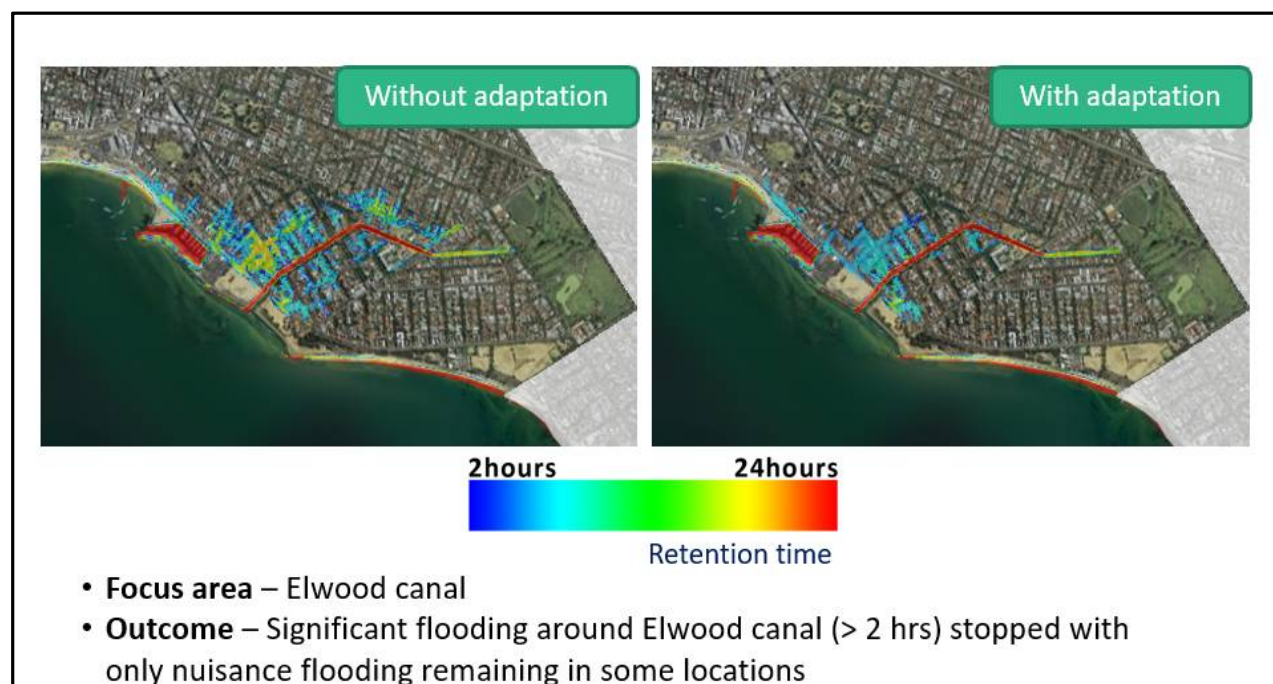 Without adaptation
With adaptation
2hours
24hours
Retention time
• Focus area – Elwood canal
• Outcome – Significant flooding around Elwood canal (> 2 hrs) stopped with
only nuisance flooding remaining in some locations